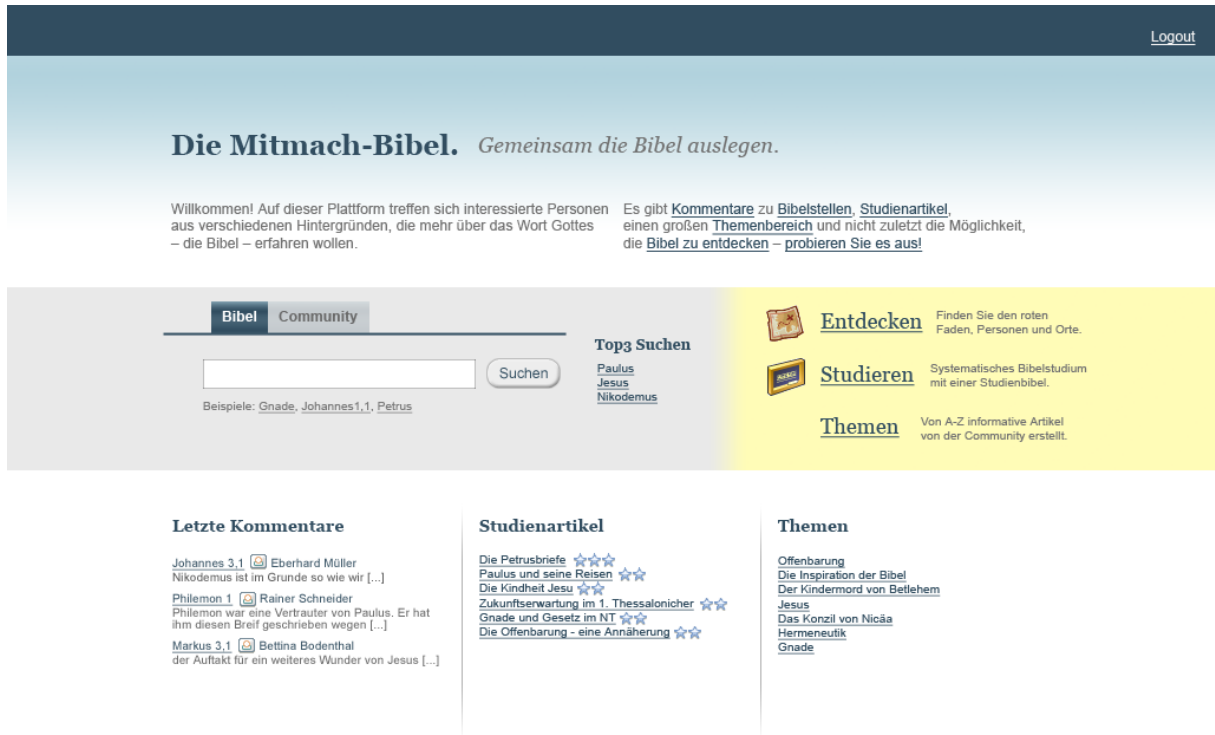 Logout
Die Mitmach-Bibel. Gemeinsam die Bibel auslegen.
Willkommen! Auf dieser Plattform treffen sich interessierte Personen
aus verschiedenen Hintergründen, die mehr über das Wort Gottes
– die Bibel – erfahren wollen.
Es gibt Kommentare zu Bibelstellen, Studienartikel,
einen großen Themenbereich und nicht zuletzt die Möglichkeit,
die Bibel zu entdecken – probieren Sie es aus!
Bibel Community
Suchen
Beispiele: Gnade, Johannes1,1, Petrus
Top3 Suchen
Paulus
Jesus
Nikodemus
Entdecken
Finden Sie den roten
Faden, Personen und Orte.
Studieren
Systematisches Bibelstudium
mit einer Studienbibel.
Themen
Von A-Z informative Artikel
von der Community erstellt.
Letzte Kommentare
Johannes 3,1 Eberhard Müller
Nikodemus ist im Grunde so wie wir [...]
Philemon 1 Rainer Schneider
Philemon war eine Vertrauter von Paulus. Er hat
ihm diesen Breif geschrieben wegen [...]
Markus 3,1 Bettina Bodenthal
der Auftakt für ein weiteres Wunder von Jesus [...]
Studienartikel
Die Petrusbriefe
Paulus und seine Reisen
Die Kindheit Jesu
Zukunftserwartung im 1. Thessalonicher
Gnade und Gesetz im NT
Die Offenbarung - eine Annäherung
Themen
Offenbarung
Die Inspiration der Bibel
Der Kindermord von Betlehem
Jesus
Das Konzil von Nicäa
Hermeneutik
Gnade